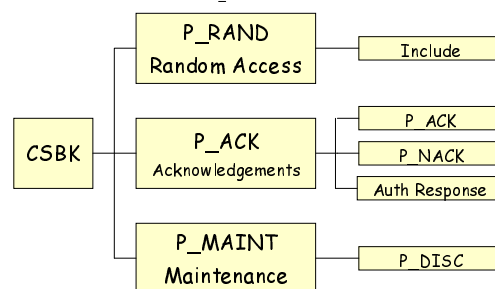 P_RAND
Random Access
Include
CSBK
P_ACK
Acknowledgements
P_ACK
P_NACK
Auth Response
P_MAINT
Maintenance
P_DISC